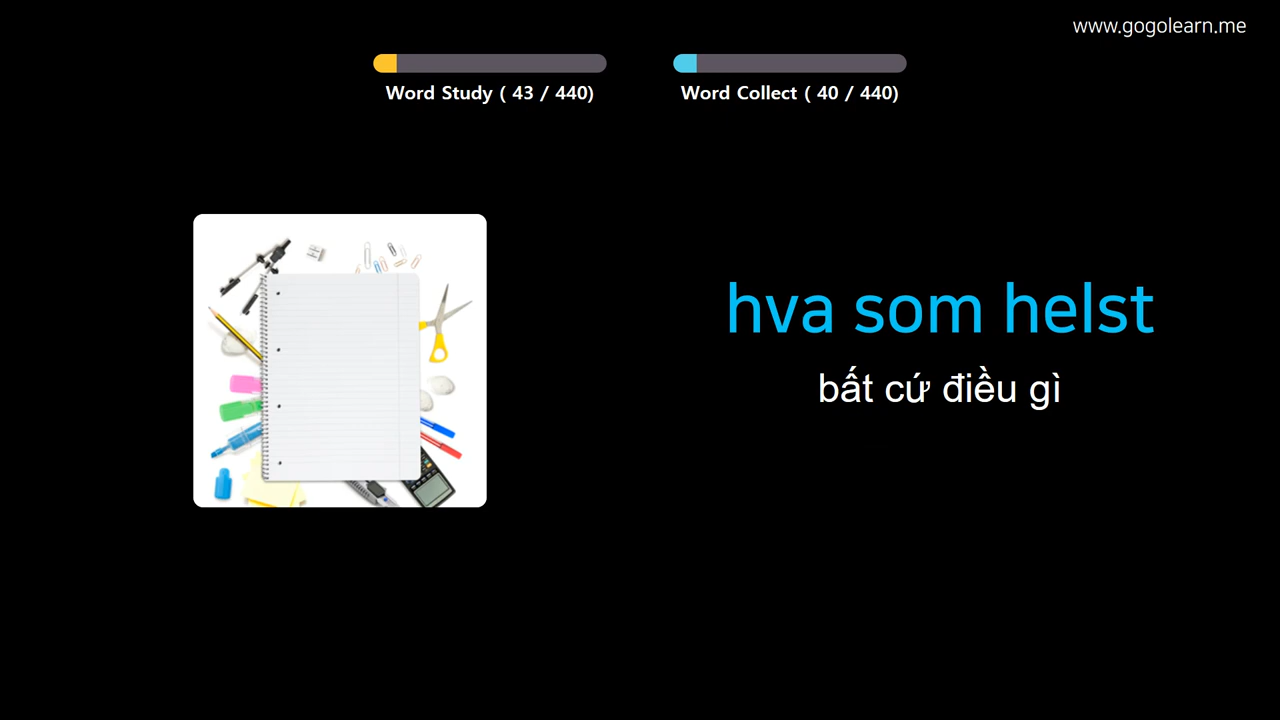 www.gogolearn.me
Word Study ( 43 / 440)
Word Collect ( 40 / 440)
hva som helst
bất cứ điều gì